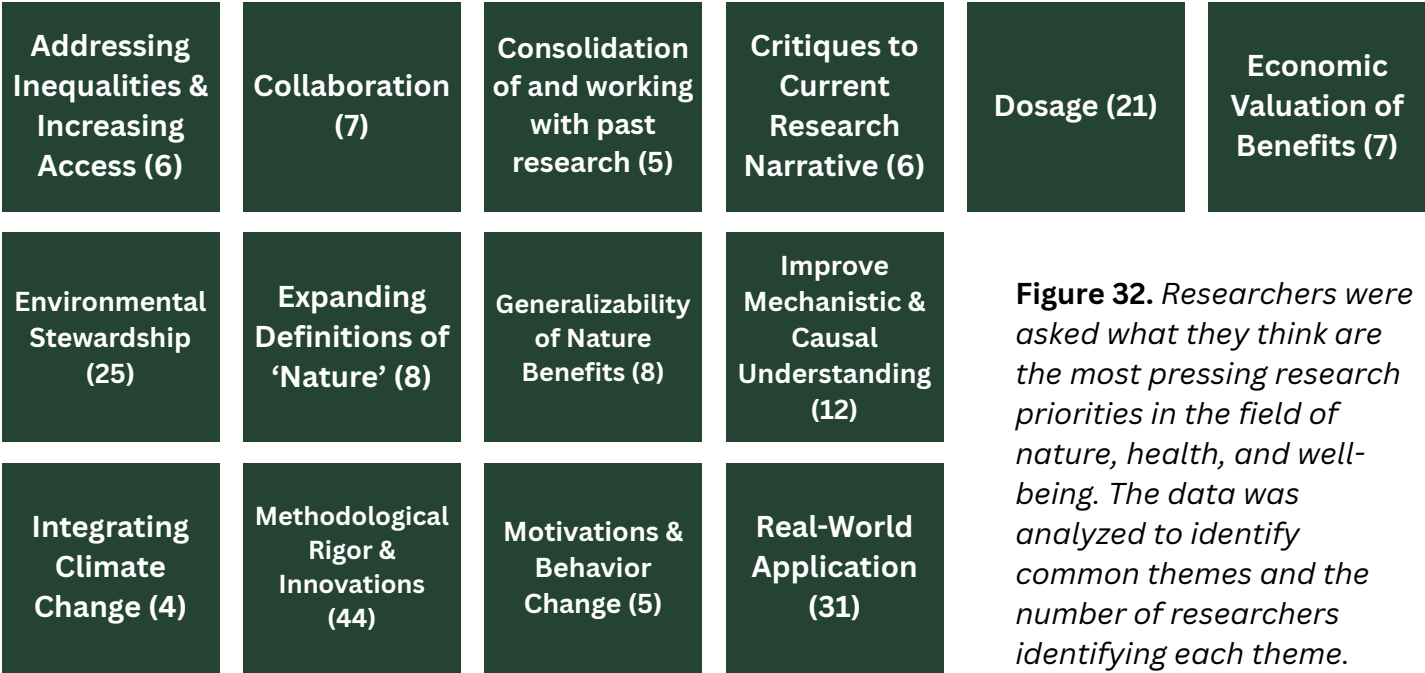 Addressing
Inequalities &
Increasing
Access (6)
Collaboration
(7)
Consolidation
of and working
with past
research (5)
Critiques to
Current
Research
Narrative (6)
Dosage (21)
Economic
Valuation of
Benefits (7)
Environmental
Stewardship
(25)
Expanding
Definitions of
‘Nature’ (8)
Generalizability
of Nature
Benefits (8)
Improve
Mechanistic &
Causal
Understanding
(12)
Integrating
Climate
Change (4)
Methodological
Rigor &
Innovations
(44)
Motivations &
Behavior
Change (5)
Real-World
Application
(31)
Figure 32. Researchers were
asked what they think are
the most pressing research
priorities in the field of
nature, health, and well-
being. The data was
analyzed to identify
common themes and the
number of researchers
identifying each theme.